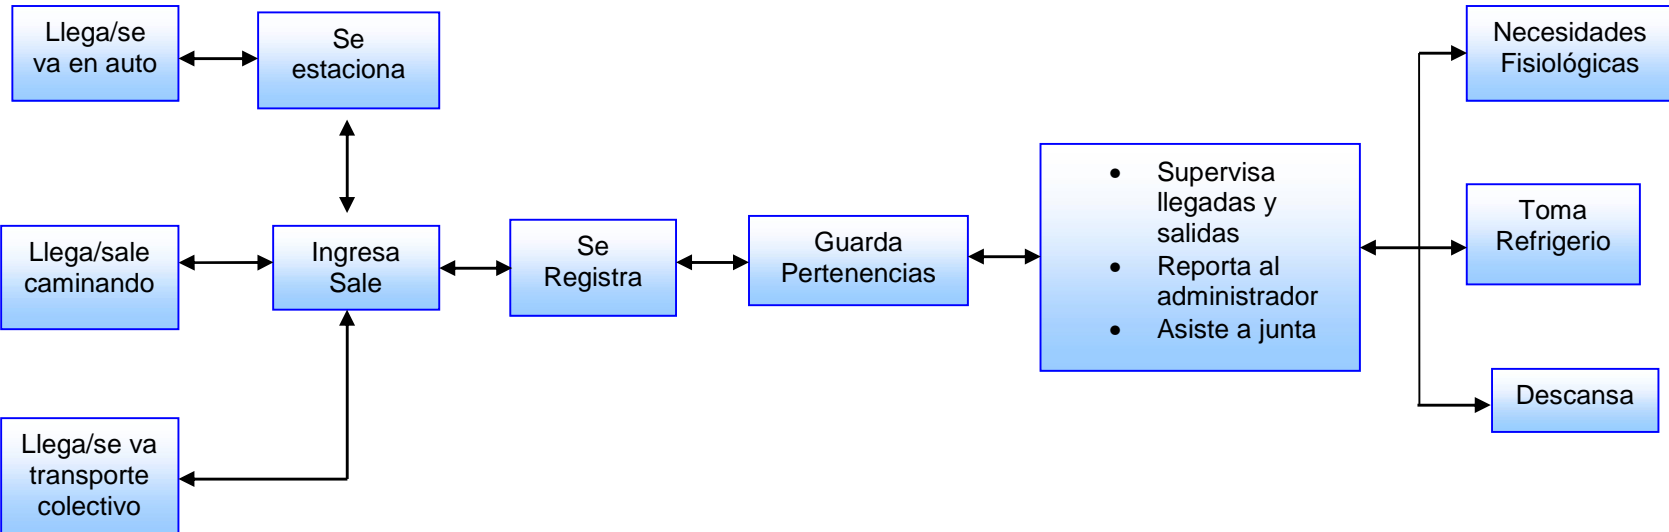 Llega/se
va en auto
Se
estaciona
Llega/sale
caminando
Ingresa
Sale
Llega/se va
transporte
colectivo
Se
Registra
Guarda
Pertenencias
• Supervisa
llegadas y
salidas
• Reporta al
administrador
• Asiste a junta
Necesidades
Fisiológicas
Toma
Refrigerio
Descansa